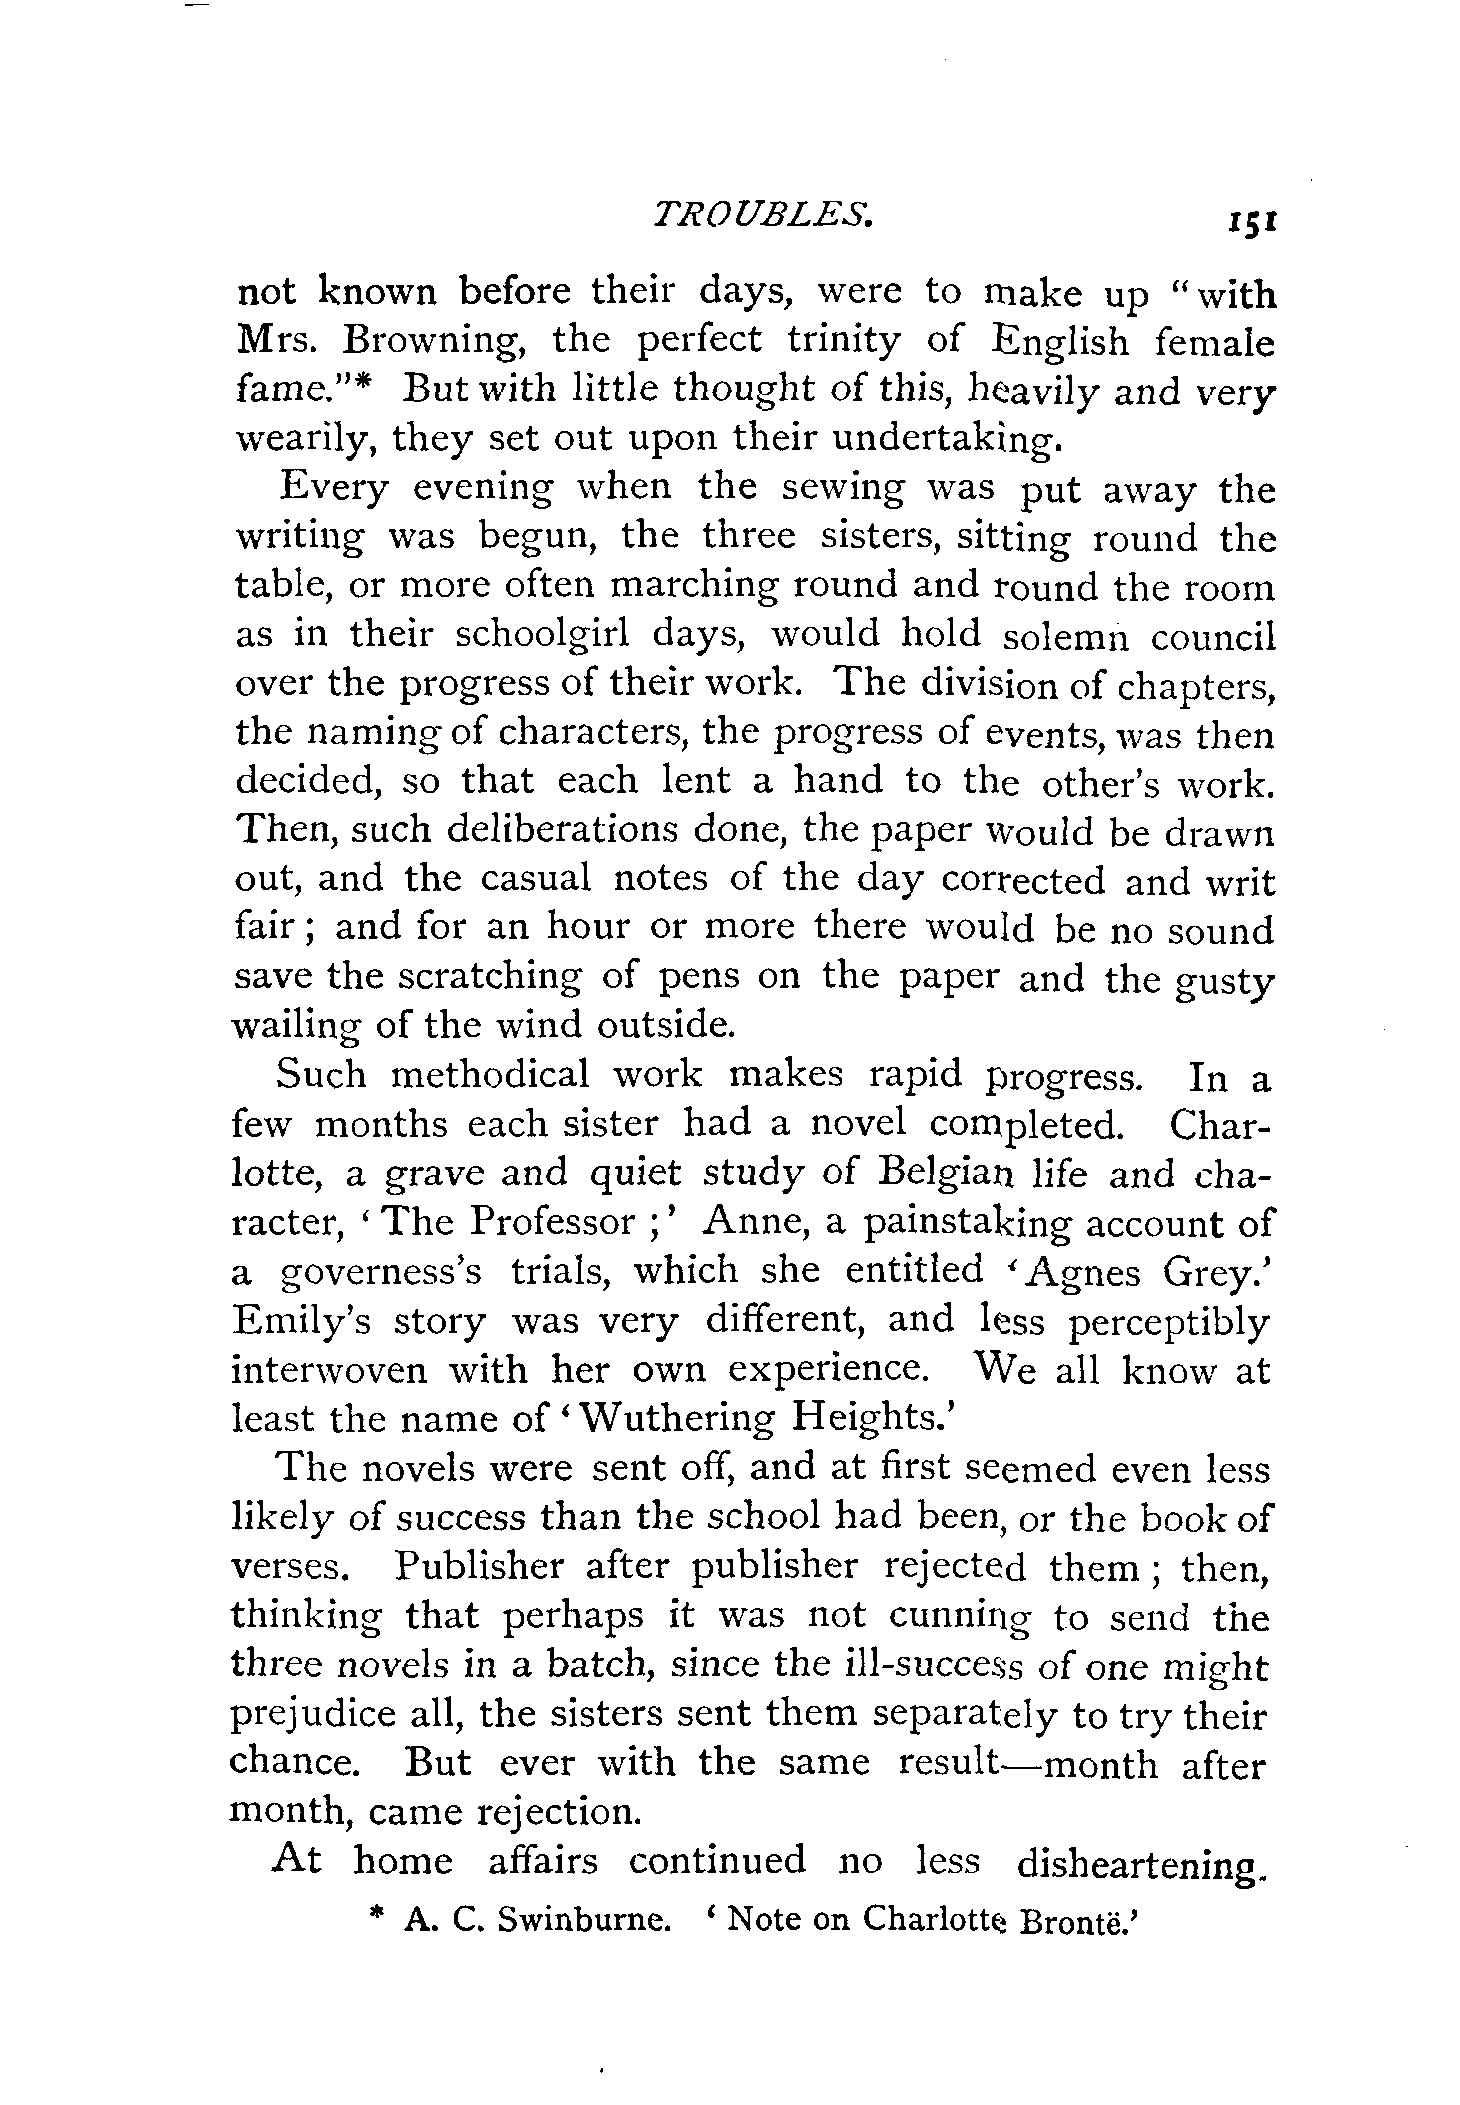 TROUBLES. 151
not known before their days, were to make up “with
Mrs. Browning, the perfect trinity of English female
fame.”* But with little thought of this, heavily and very
wearily, they set out upon their undertaking.
Every evening when the sewing was put away the
writing was begun, the three sisters, sitting round the
table, or more often marching round and round the room
as in their schoolgirl days, would hold solemn council
over the progress of their work. The division of chapters,
the naming of characters, the progress of events, was then
decided, so that each lent a hand to the other’s work.
Then, such deliberations done, the paper would be drawn
out, and the casual notes of the day corrected and writ
fair ; and for an hour or more there would be no sound
save the scratching of pens on the paper and the gusty
wailing of the wind outside.
Such methodical work makes rapid progress. In a
few months each sister had a novel completed. Char-
lotte, a grave and quiet study of Belgian life and cha-
racter, ‘The Professor ;’ Anne, a painstaking account of
a governess’s trials, which she entitled ‘Agnes Grey.’
Emily’s story was very different, and less perceptibly
interwoven with her own experience. We all know at
least the name of ‘Wuthering Heights.’
The novels were sent off, and at first seemed even less
likely of success than the school had been, or the book of
verses. Publisher after publisher rejected them ; then,
thinking that perhaps it was not cunning to send the
three novels in a batch, since the ill-success of one might
prejudice all, the sisters sent them separately to try their
chance. But ever with the same result—month after
month, came rejection.
At home affairs continued no less disheartening.
* A. C. Swinburne. ‘Note on Charlotte Brontë.’